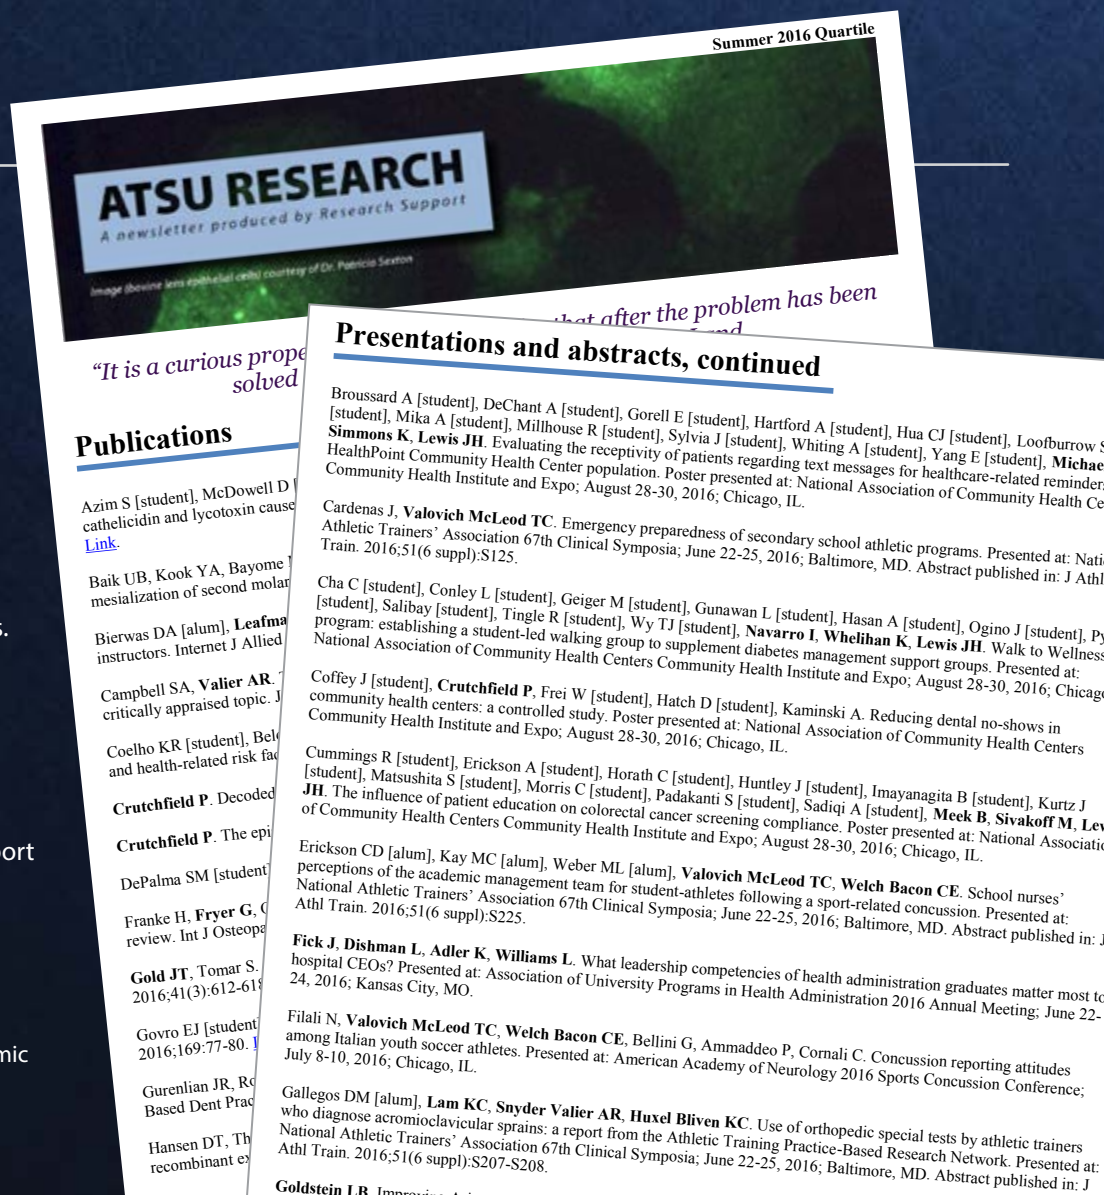 Summer 2016 Quartile
ATSU RESEARCH
A newsletter produced by Research Support
Image (bovine lens epithelial cells) courtesy of Dr. Patricia Sexton
“It is a curious prope
that after the problem has been
solved
Publications
Azim S [student], McDowell D [
cathelicidin and lycotoxin cause
Link.
Baik UB, Kook YA, Bayome
mesialization of second molar
Bierwas DA [alum], Leafma
instructors. Internet J Allied
Campbell SA, Valier AR.
critically appraised topic. J
Coelho KR [student], Bel
and health-related risk fac
Crutchfield P. Decoded
Crutchfield P. The epi
DePalma SM [student
Franke H, Fryer G,
review. Int J Osteopa
Gold JT, Tomar S.
2016;41(3):612-618
Govro EJ [student
2016;169:77-80.
Gurenlian JR, Ro
Based Dent Prac
Hansen DT, Th
recombinant ex
Presentations and abstracts, continued
Broussard A [student], DeChant A [student], Gorell E [student], Hartford A [student], Hua CJ [student], Loofburrow S
[student], Mika A [student], Millhouse R [student], Sylvia J [student], Whiting A [student], Yang E [student], Michae
Simmons K, Lewis JH. Evaluating the receptivity of patients regarding text messages for healthcare-related reminders
HealthPoint Community Health Center population. Poster presented at: National Association of Community Health Ce
Community Health Institute and Expo; August 28-30, 2016; Chicago, IL.
Cardenas J, Valovich McLeod TC. Emergency preparedness of secondary school athletic programs. Presented at: Nati
Athletic Trainers’ Association 67th Clinical Symposia; June 22-25, 2016; Baltimore, MD. Abstract published in: J Athl
Train. 2016;51(6 suppl):S125.
Cha C [student], Conley L [student], Geiger M [student], Gunawan L [student], Hasan A [student], Ogino J [student], Py
[student], Salibay [student], Tingle R [student], Wy TJ [student], Navarro I, Whelihan K, Lewis JH. Walk to Wellness
program: establishing a student-led walking group to supplement diabetes management support groups. Presented at:
National Association of Community Health Centers Community Health Institute and Expo; August 28-30, 2016; Chicago
Coffey J [student], Crutchfield P, Frei W [student], Hatch D [student], Kaminski A. Reducing dental no-shows in
community health centers: a controlled study. Poster presented at: National Association of Community Health Centers
Community Health Institute and Expo; August 28-30, 2016; Chicago, IL.
Cummings R [student], Erickson A [student], Horath C [student], Huntley J [student], Imayanagita B [student], Kurtz J
[student], Matsushita S [student], Morris C [student], Padakanti S [student], Sadiqi A [student], Meek B, Sivakoff M, Lew
JH. The influence of patient education on colorectal cancer screening compliance. Poster presented at: National Associatio
of Community Health Centers Community Health Institute and Expo; August 28-30, 2016; Chicago, IL.
Erickson CD [alum], Kay MC [alum], Weber ML [alum], Valovich McLeod TC, Welch Bacon CE. School nurses’
perceptions of the academic management team for student-athletes following a sport-related concussion. Presented at:
National Athletic Trainers’ Association 67th Clinical Symposia; June 22-25, 2016; Baltimore, MD. Abstract published in: J
Athl Train. 2016;51(6 suppl):S225.
Fick J, Dishman L, Adler K, Williams L. What leadership competencies of health administration graduates matter most to
hospital CEOs? Presented at: Association of University Programs in Health Administration 2016 Annual Meeting; June 22-
24, 2016; Kansas City, MO.
Filali N, Valovich McLeod TC, Welch Bacon CE, Bellini G, Ammaddeo P, Cornali C. Concussion reporting attitudes
among Italian youth soccer athletes. Presented at: American Academy of Neurology 2016 Sports Concussion Conference;
July 8-10, 2016; Chicago, IL.
Gallegos DM [alum], Lam KC, Snyder Valier AR, Huxel Bliven KC. Use of orthopedic special tests by athletic trainers
who diagnose acromioclavicular sprains: a report from the Athletic Training Practice-Based Research Network. Presented at:
National Athletic Trainers’ Association 67th Clinical Symposia; June 22-25, 2016; Baltimore, MD. Abstract published in: J
Athl Train. 2016;51(6 suppl):S207-S208.
Goldstein LB.
s.
ort
mic